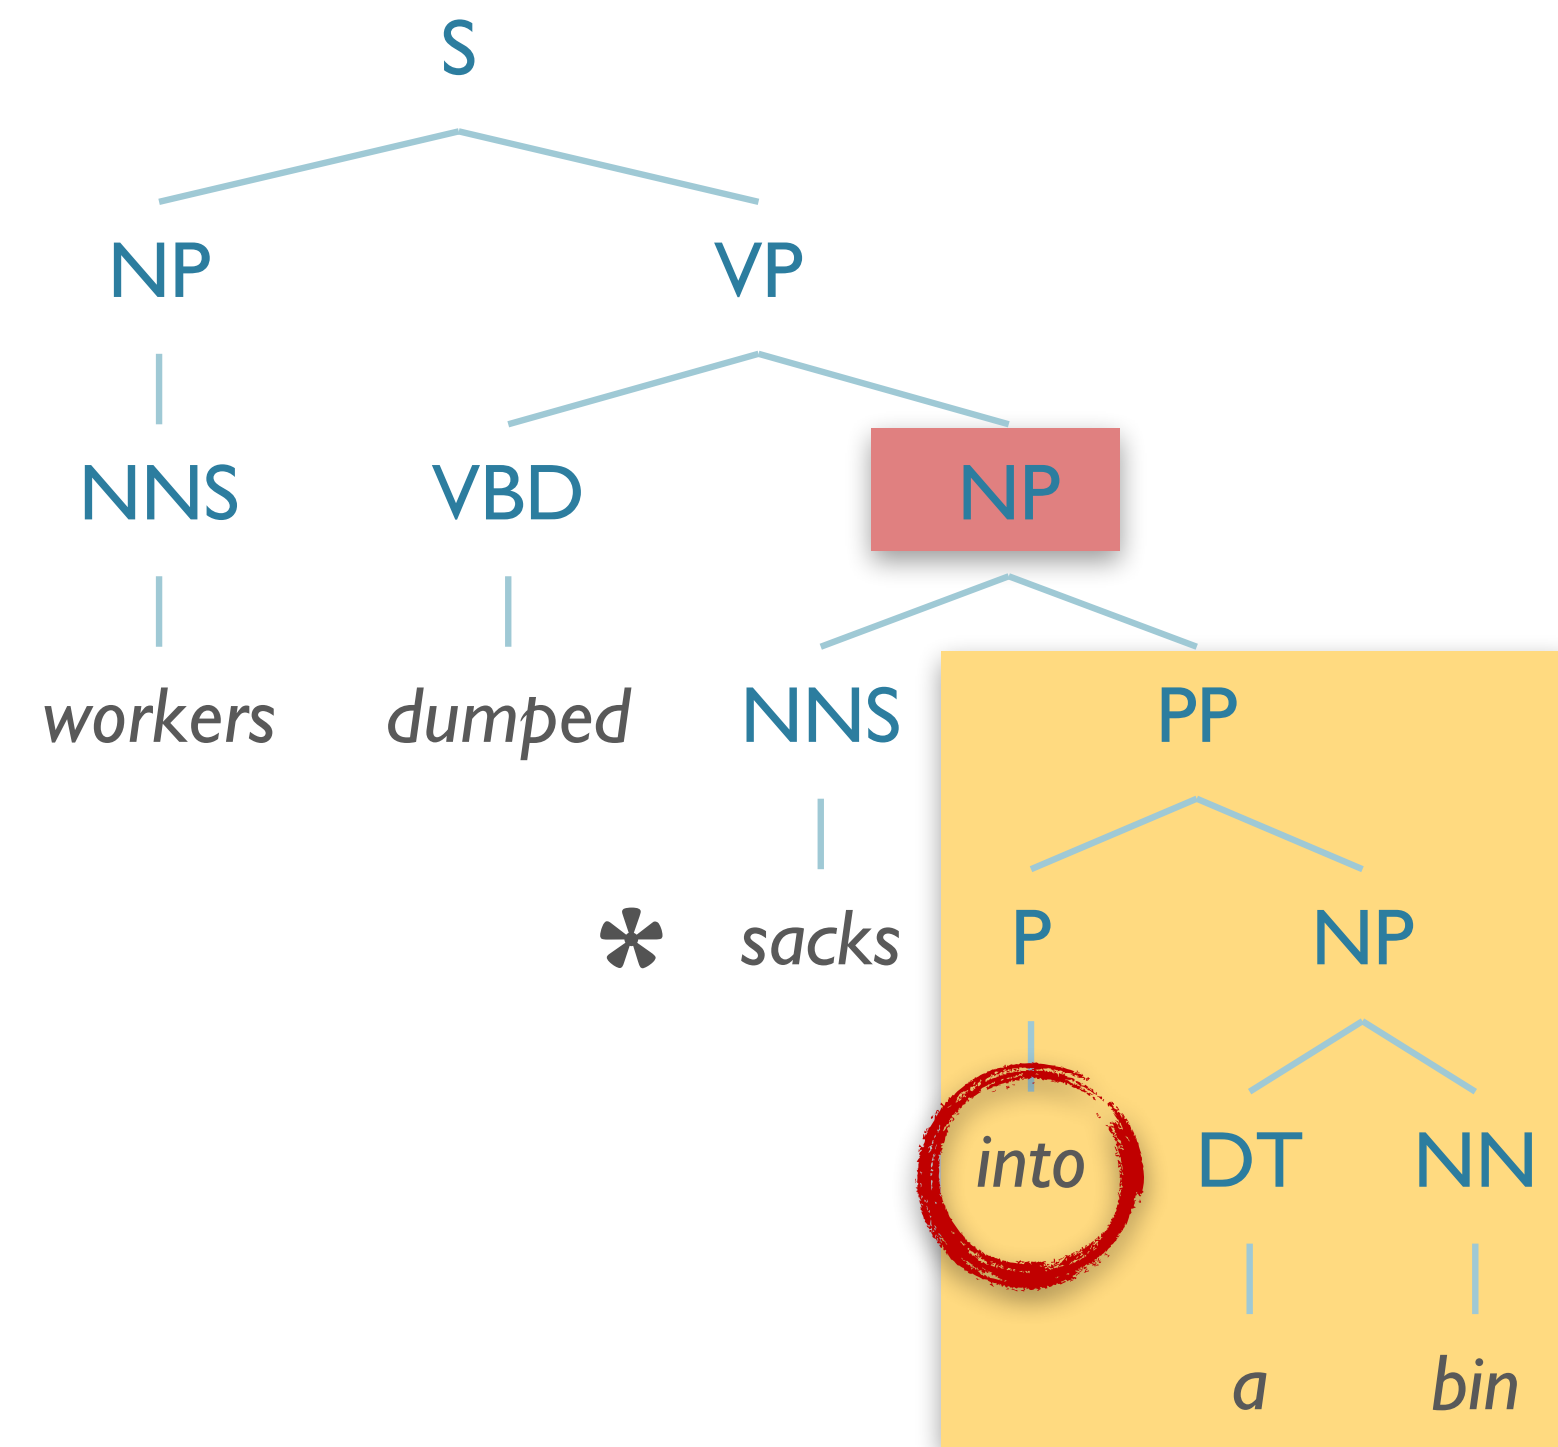 S
NP VP
NNS VBD NP
workers dumped NNS PP
* sacks P NP
into DT NN
a bin